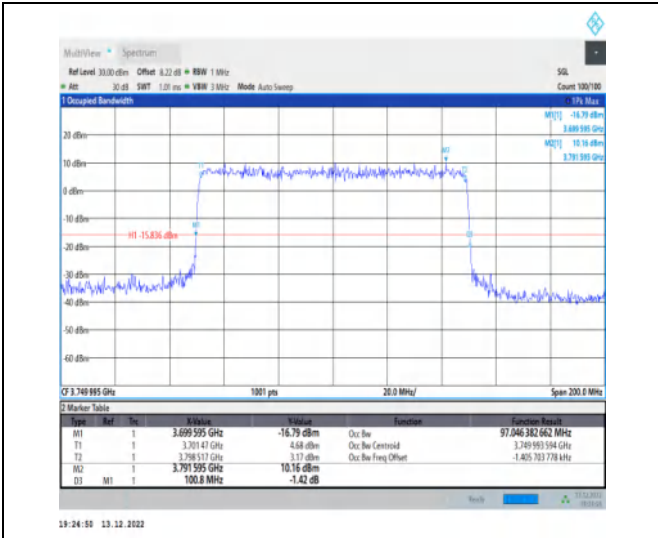 MultiView Spectrum
Ref Level 30.00 dBm Offset 8.22 dB RBW 1 MHz SGL
Att 30 dB SWT 1.01 ms VBW 3 MHz Mode Auto Sweep Count 100/100
1 Occupied Bandwidth 1Pk Max
M1[1] -16.79 dBm
3.699 595 GHz
M2[1] 10.16 dBm
3.791 595 GHz
20 dBm
M2
10 dBm
T1
T2
0 dBm
-10 dBm
M1
H1 -15.836 dBm
D3
-20 dBm
-30 dBm
-40 dBm
-50 dBm
-60 dBm
CF 3.749 995 GHz 1001 pts 20.0 MHz/ Span 200.0 MHz
2 Marker Table
Type Ref Trc X-Value Y-Value Function Function Result
M1 1 3.699 595 GHz -16.79 dBm Occ Bw 97.046 382 662 MHz
T1 1 3.701 47 GHz 4.68 dBm Occ Bw Centroid 3.749 993 594 GHz
T2 1 3.798 517 GHz 3.17 dBm Occ Bw Freq Offset -1.405 703 778 kHz
M2 1 3.791 595 GHz 10.16 dBm
D3 M1 1 100.8 MHz -1.42 dB
Ready 13.12.2022
19:24:50 13.12.2022